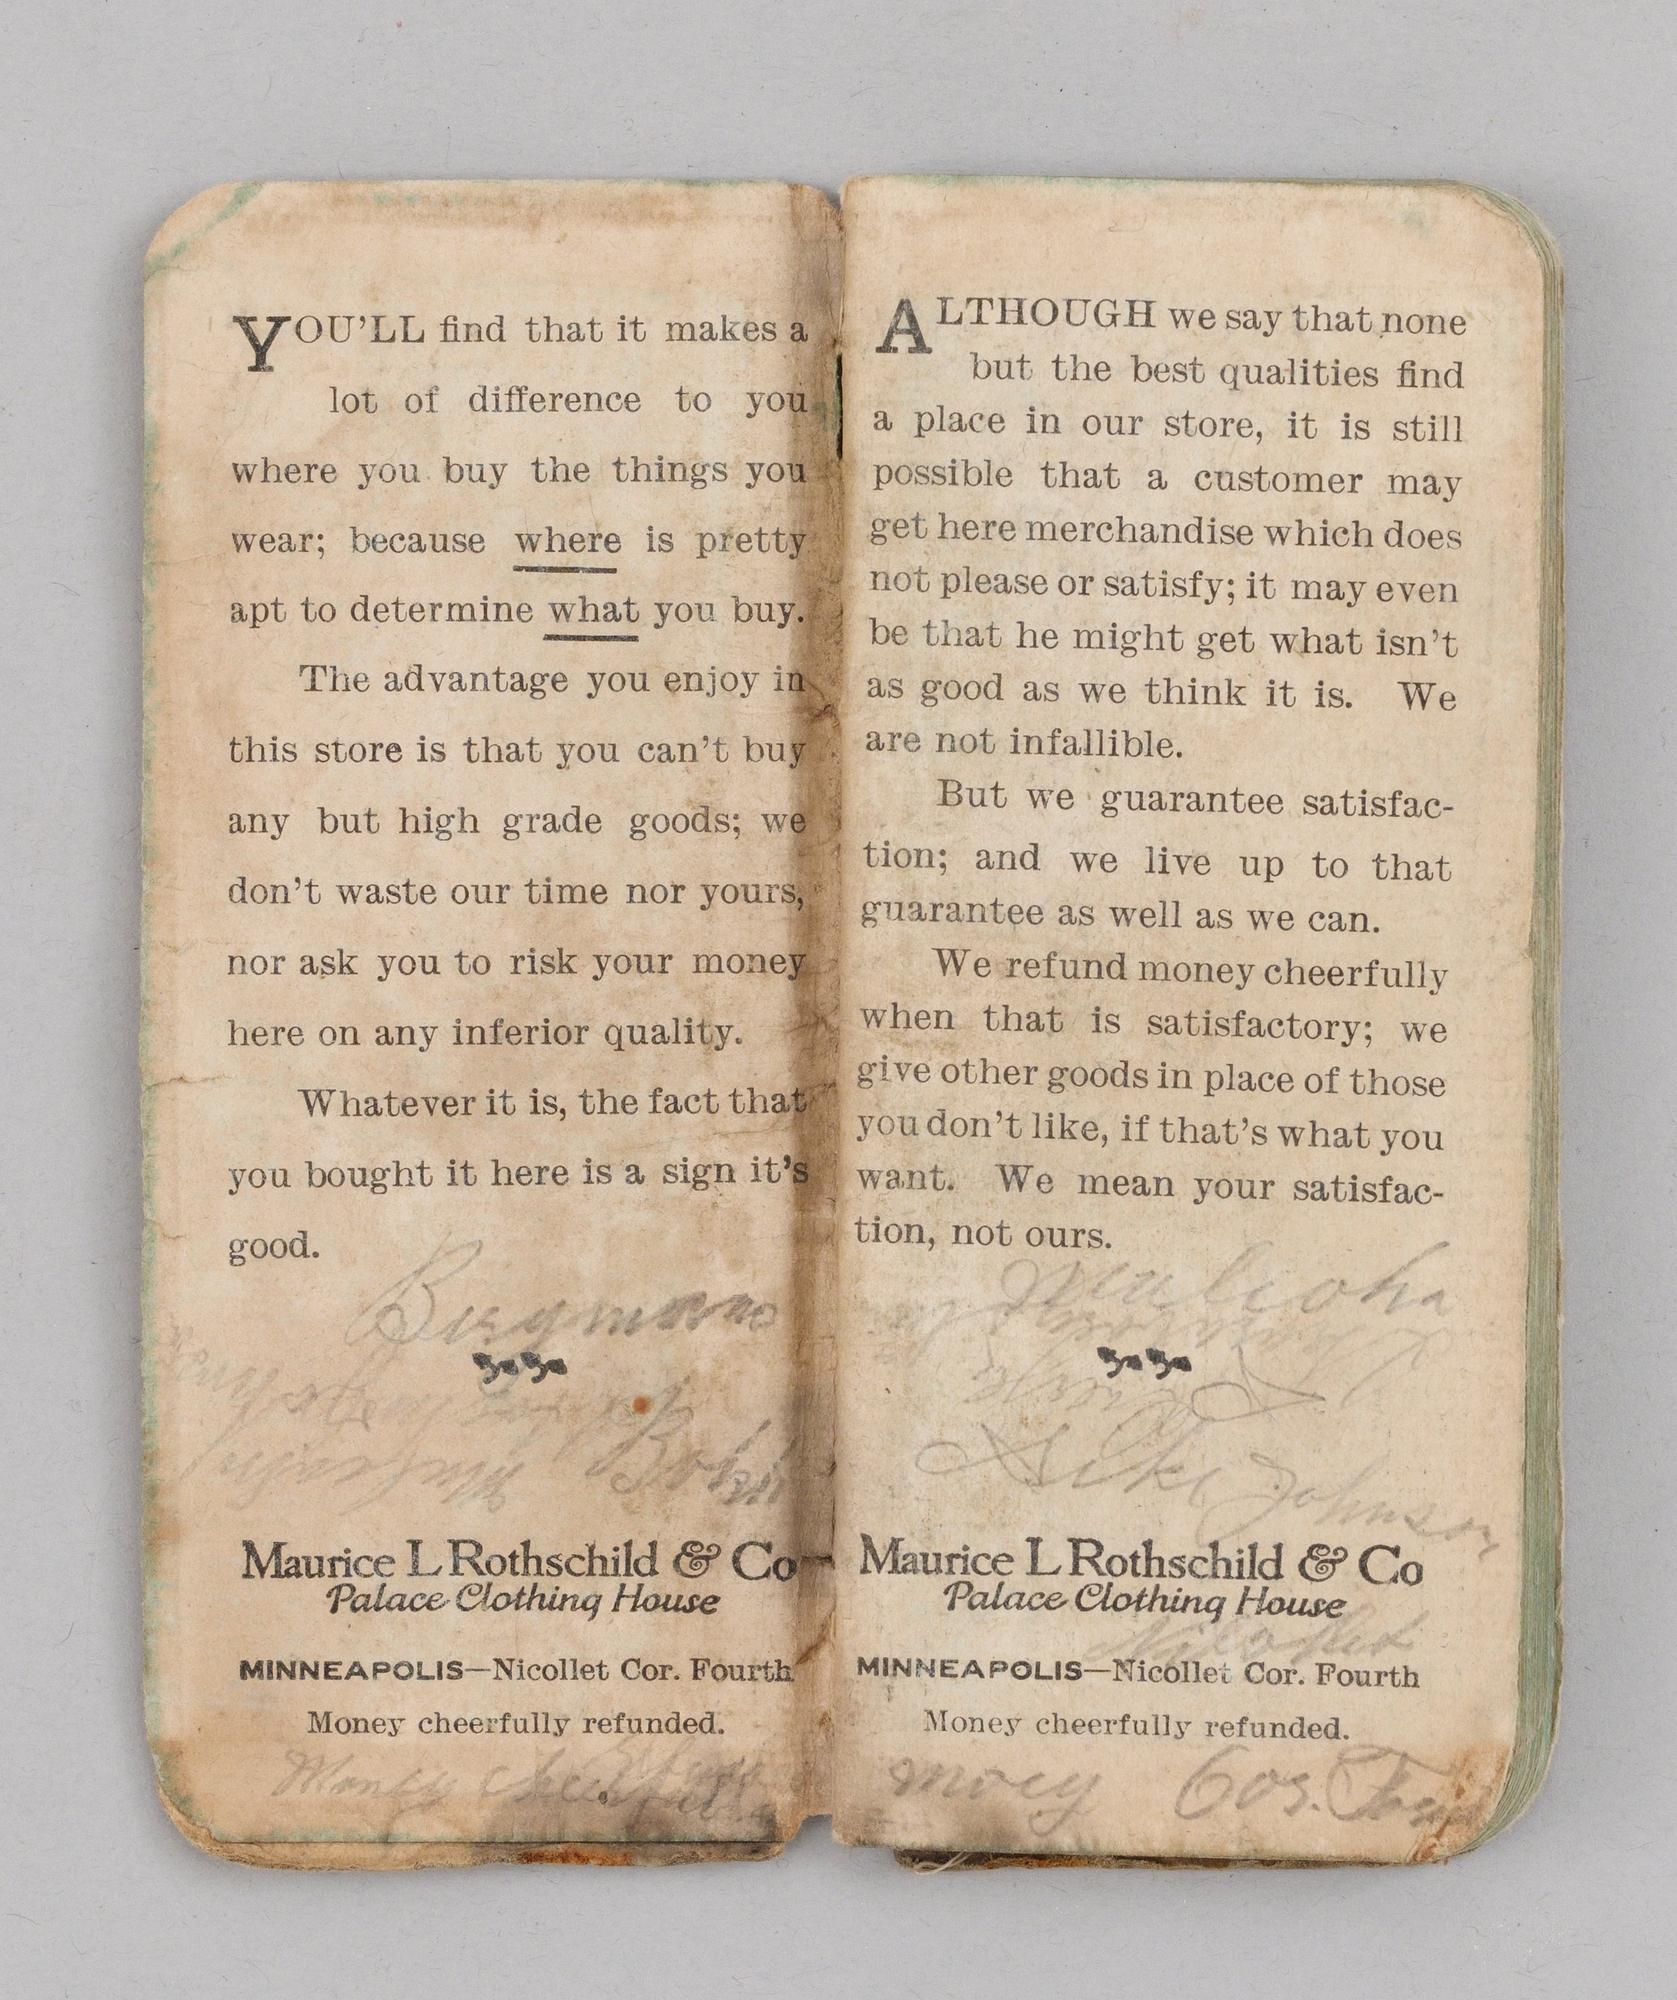 YOU'LL find that it makes a
lot of difference to you
where you buy the things you
wear; because where is pretty
apt to determine what you buy.
The advantage you enjoy in
this store is that you can't buy
any but high grade goods; we
don't waste our time nor yours,
nor ask you to risk your money
here on any inferior quality.
Whatever it is, the fact that
you bought it here is a sign it's
good.
Maurice L Rothschild & Co
Palace Clothing House
MINNEAPOLIS—Nicollet Cor. Fourth
Money cheerfully refunded.
ALTHOUGH we say that none
but the best qualities find
a place in our store, it is still
possible that a customer may
get here merchandise which does
not please or satisfy; it may even
be that he might get what isn't
as good as we think it is. We
are not infallible.
But we guarantee satisfac-
tion; and we live up to that
guarantee as well as we can.
We refund money cheerfully
when that is satisfactory; we
give other goods in place of those
you don't like, if that's what you
want. We mean your satisfac-
tion, not ours.
Johnson
Maurice L Rothschild & Co
Palace Clothing House
MINNEAPOLIS—Nicollet Cor. Fourth
Money cheerfully refunded.